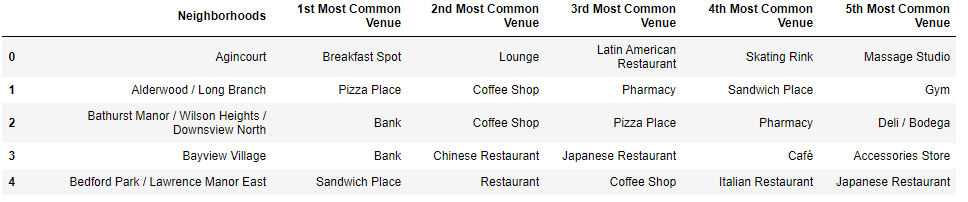 Neighborhoods 1st Most Common Venue 2nd Most Common Venue 3rd Most Common Venue 4th Most Common Venue 5th Most Common Venue
0 Agincourt Breakfast Spot Lounge Latin American Restaurant Skating Rink Massage Studio
1 Alderwood / Long Branch Pizza Place Coffee Shop Pharmacy Sandwich Place Gym
2 Bathurst Manor / Wilson Heights / Downsview North Bank Coffee Shop Pizza Place Pharmacy Deli / Bodega
3 Bayview Village Bank Chinese Restaurant Japanese Restaurant Café Accessories Store
4 Bedford Park / Lawrence Manor East Sandwich Place Restaurant Coffee Shop Italian Restaurant Japanese Restaurant